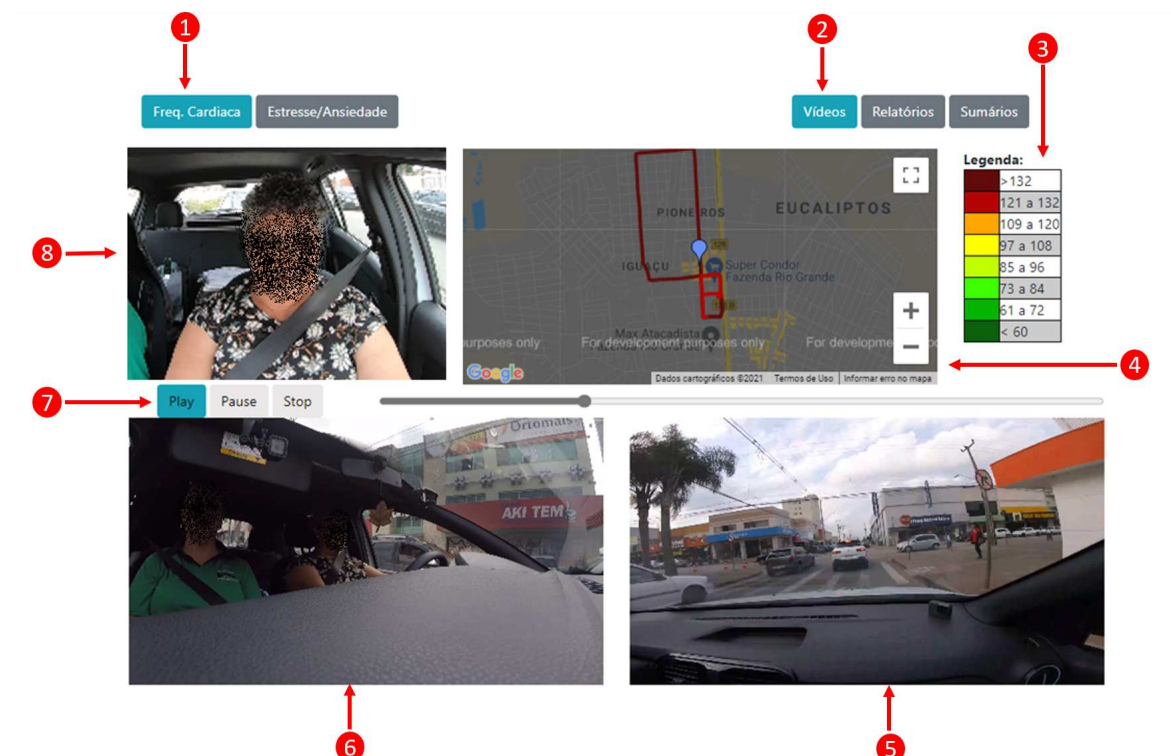 1
2
3
Freq. Cardiaca
Estresse/Ansiedade
Vídeos
Relatórios
Sumários
Legenda:
>132
121 a 132
109 a 120
97 a 108
85 a 96
73 a 84
61 a 72
< 60
PIONEIROS
EUCALIPTOS
IGUAÇU
Super Condor
Fazenda Rio Grande
Max Atacadista
urposes only
For development purposes only
For developme
Google
Dados cartográficos ©2021
Termos de Uso
Informar erro no mapa
+
−
8
4
7
Play
Pause
Stop
Ortomais
AKI TEM
6
5